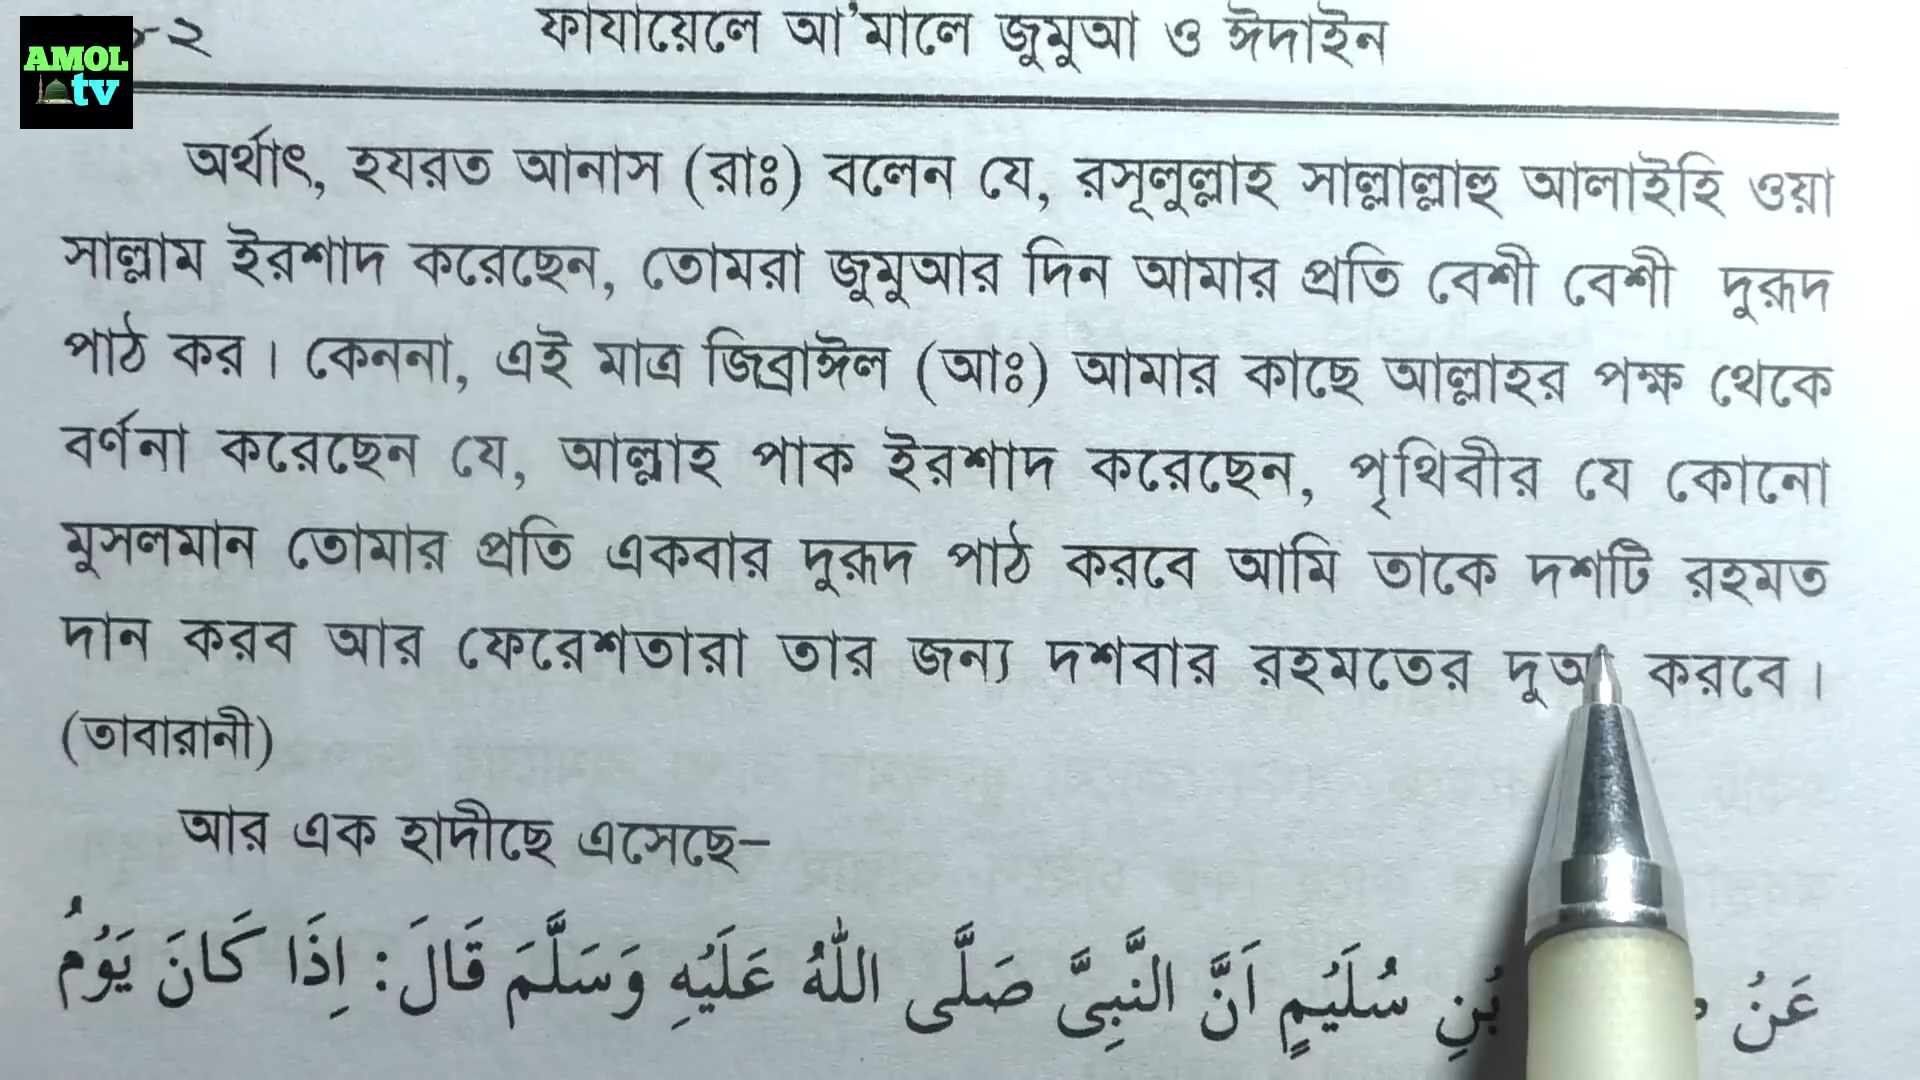 AMOL
tv
ফাযায়েলে আ'মালে জুমুআ ও ঈদাইন
অর্থাৎ, হযরত আনাস (রাঃ) বলেন যে, রসূলুল্লাহ সাল্লাল্লাহু আলাইহি ওয়া
সাল্লাম ইরশাদ করেছেন, তোমরা জুমুআর দিন আমার প্রতি বেশী বেশী দুরূদ
পাঠ কর। কেননা, এই মাত্র জিব্রাঈল (আঃ) আমার কাছে আল্লাহর পক্ষ থেকে
বর্ণনা করেছেন যে, আল্লাহ পাক ইরশাদ করেছেন, পৃথিবীর যে কোনো
মুসলমান তোমার প্রতি একবার দুরূদ পাঠ করবে আমি তাকে দশটি রহমত
দান করব আর ফেরেশতারা তার জন্য দশবার রহমতের দুআ করবে।
(তাবারানী)
আর এক হাদীছে এসেছে–
عَنْ بْنِ سُلَيْمٍ اَنَّ النَّبِىَّ صَلَّى اللهُ عَلَيْهِ وَسَلَّمَ قَالَ: اِذَا كَانَ يَوْمُ